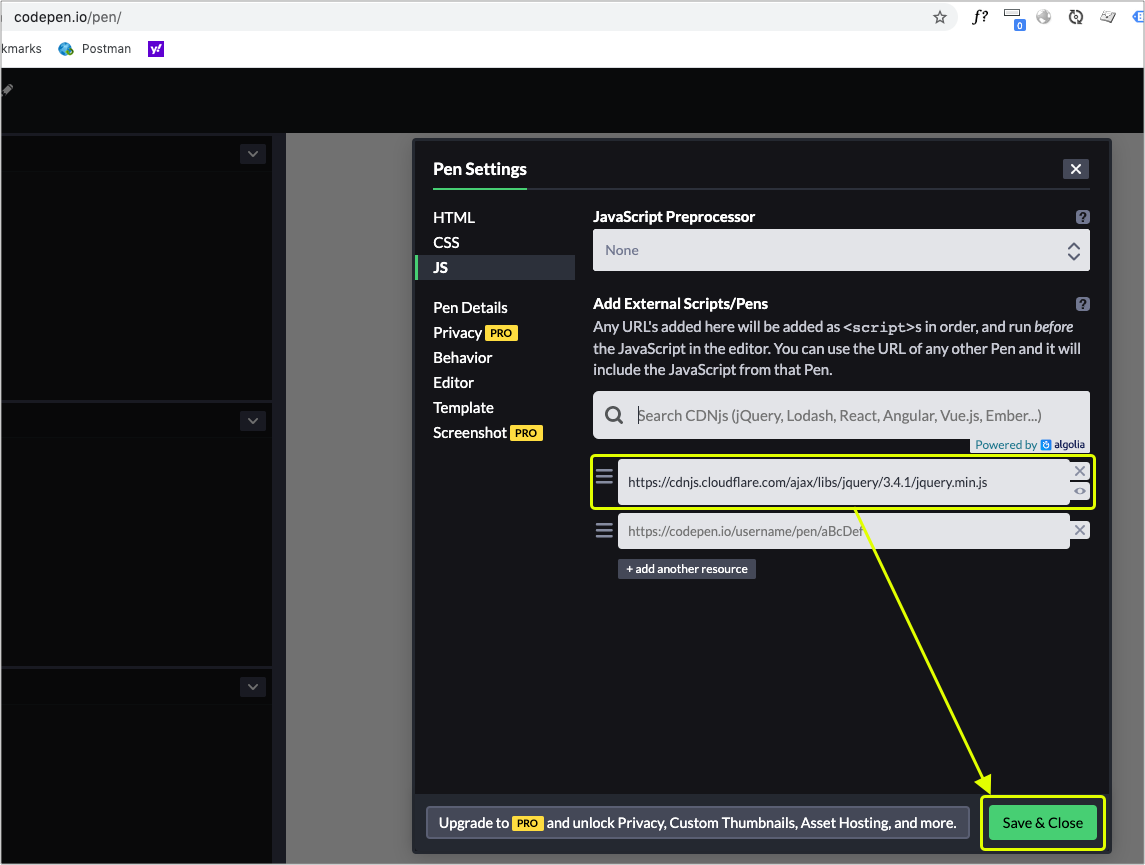 codepen.io/pen/
f?
0
kmarks
Postman
y!
Pen Settings
HTML
CSS
JS
Pen Details
Privacy PRO
Behavior
Editor
Template
Screenshot PRO
JavaScript Preprocessor
?
None
Add External Scripts/Pens
?
Any URL's added here will be added as <script>s in order, and run before
the JavaScript in the editor. You can use the URL of any other Pen and it will
include the JavaScript from that Pen.
Search CDNjs (jQuery, Lodash, React, Angular, Vue.js, Ember...)
Powered by algolia
https://cdnjs.cloudflare.com/ajax/libs/jquery/3.4.1/jquery.min.js
https://codepen.io/username/pen/aBcDef
+ add another resource
Upgrade to PRO and unlock Privacy, Custom Thumbnails, Asset Hosting, and more.
Save & Close